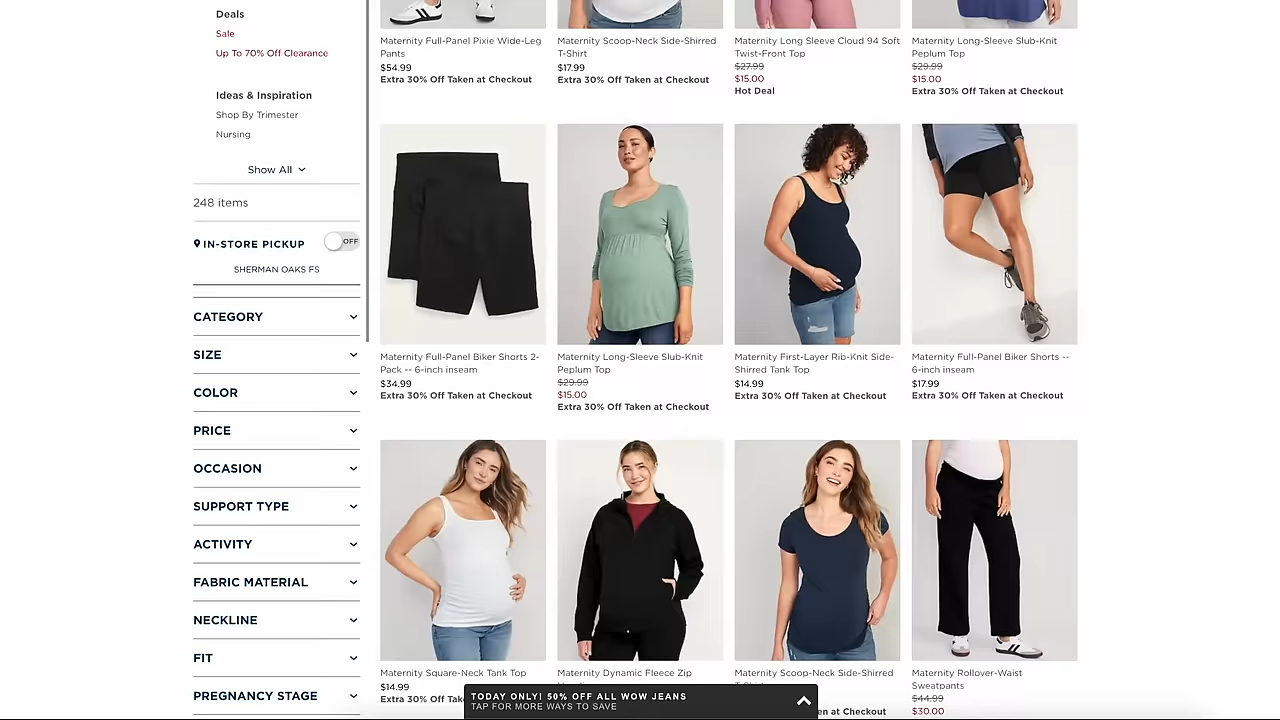 Deals
Sale
Up To 70% Off Clearance
Ideas & Inspiration
Shop By Trimester
Nursing
Show All
248 items
IN-STORE PICKUP
OFF
SHERMAN OAKS FS
CATEGORY
SIZE
COLOR
PRICE
OCCASION
SUPPORT TYPE
ACTIVITY
FABRIC MATERIAL
NECKLINE
FIT
PREGNANCY STAGE
Maternity Full-Panel Pixie Wide-Leg
Pants
$54.99
Extra 30% Off Taken at Checkout
Maternity Scoop-Neck Side-Shirred
T-Shirt
$17.99
Extra 30% Off Taken at Checkout
Maternity Long Sleeve Cloud 94 Soft
Twist-Front Top
$27.99
$15.00
Hot Deal
Maternity Long-Sleeve Slub-Knit
Peplum Top
$29.99
$15.00
Extra 30% Off Taken at Checkout
Maternity Full-Panel Biker Shorts 2-
Pack -- 6-inch inseam
$34.99
Extra 30% Off Taken at Checkout
Maternity Long-Sleeve Slub-Knit
Peplum Top
$29.99
$15.00
Extra 30% Off Taken at Checkout
Maternity First-Layer Rib-Knit Side-
Shirred Tank Top
$14.99
Extra 30% Off Taken at Checkout
Maternity Full-Panel Biker Shorts --
6-inch inseam
$17.99
Extra 30% Off Taken at Checkout
Maternity Square-Neck Tank Top
$14.99
Extra 30% Off
Maternity Dynamic Fleece Zip
Maternity Scoop-Neck Side-Shirred
at Checkout
Maternity Rollover-Waist
Sweatpants
$44.99
$30.00
TODAY ONLY! 50% OFF ALL WOW JEANS
TAP FOR MORE WAYS TO SAVE